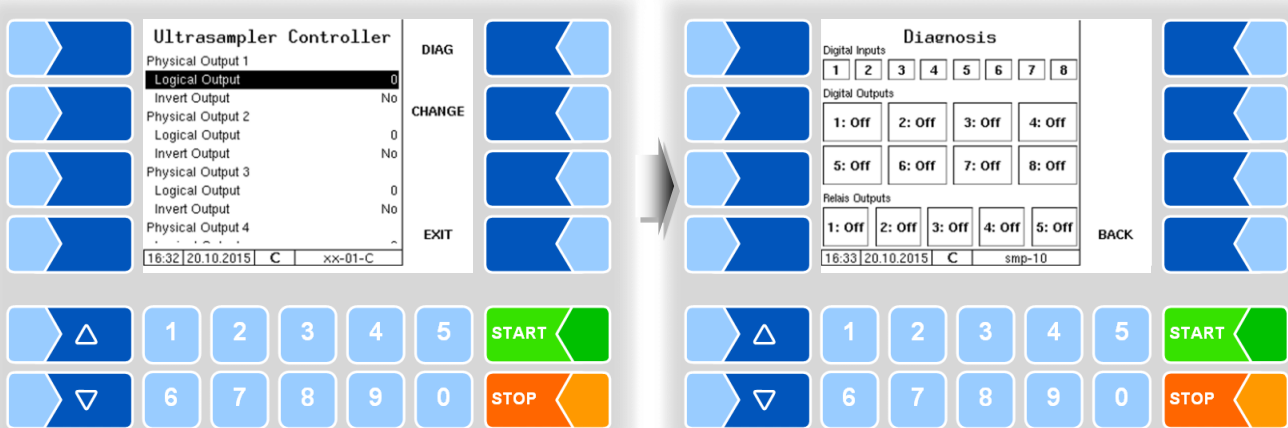 Ultrasampler Controller
DIAG
Physical Output 1
Logical Output 0
Invert Output No
CHANGE
Physical Output 2
Logical Output 0
Invert Output No
Physical Output 3
Logical Output 0
Invert Output No
Physical Output 4
EXIT
16:32 20.10.2015 C xx-01-C
1 2 3 4 5 START
6 7 8 9 0 STOP
Diagnosis
Digital Inputs
1 2 3 4 5 6 7 8
Digital Outputs
1: Off 2: Off 3: Off 4: Off
5: Off 6: Off 7: Off 8: Off
Relais Outputs
1: Off 2: Off 3: Off 4: Off 5: Off
BACK
16:33 20.10.2015 C smp-10
1 2 3 4 5 START
6 7 8 9 0 STOP